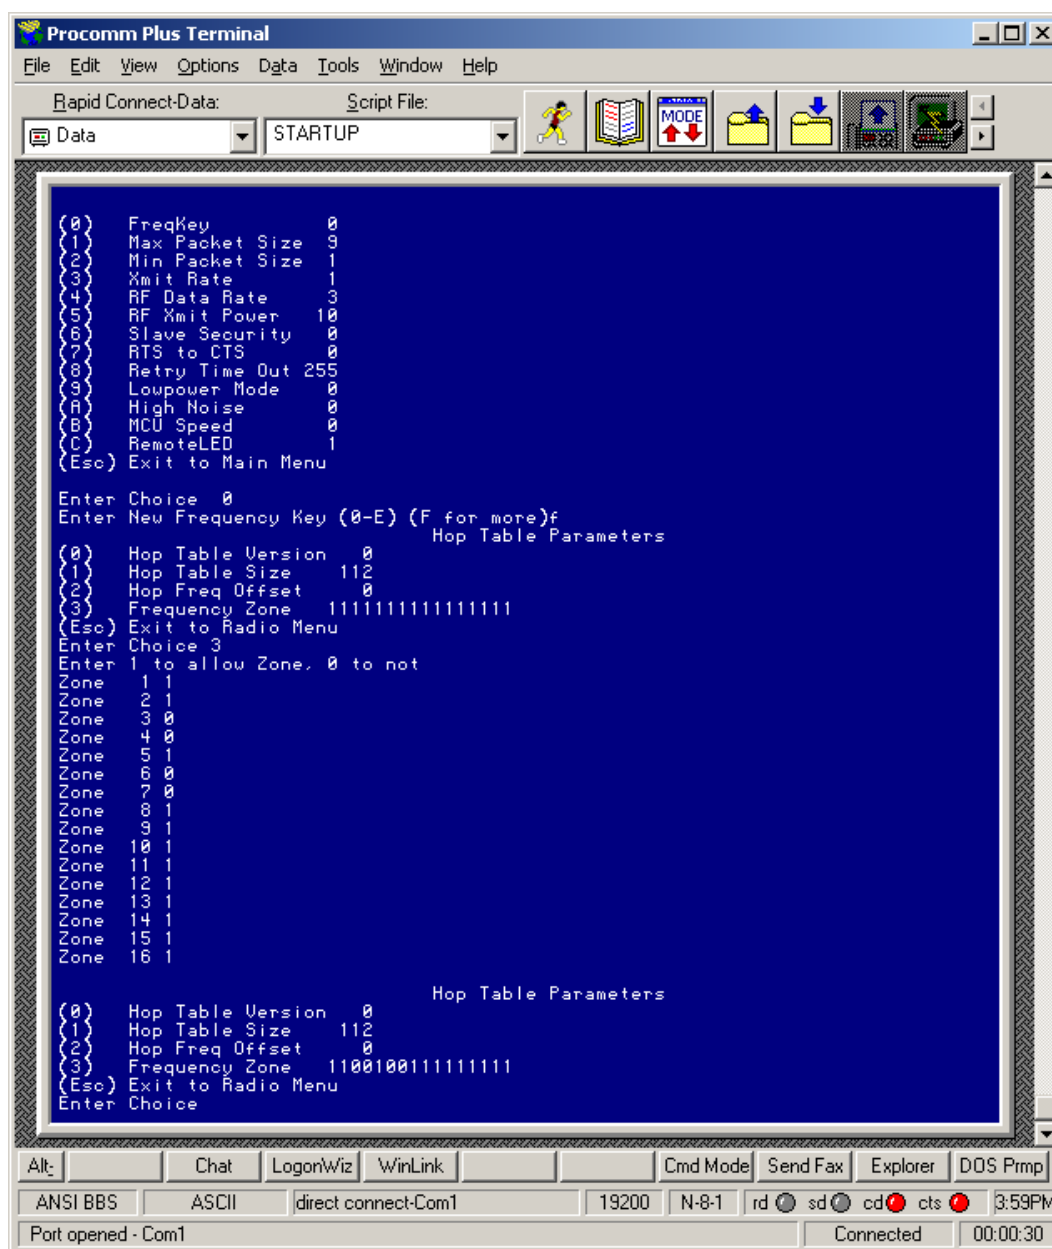 Procomm Plus Terminal
File Edit View Options Data Tools Window Help
Rapid Connect-Data: Script File:
Data STARTUP MODE
(0) FreqKey 0
(1) Max Packet Size 9
(2) Min Packet Size 1
(3) Xmit Rate 1
(4) RF Data Rate 3
(5) RF Xmit Power 10
(6) Slave Security 0
(7) RTS to CTS 0
(8) Retry Time Out 255
(9) Lowpower Mode 0
(A) High Noise 0
(B) MCU Speed 0
(C) RemoteLED 1
(Esc) Exit to Main Menu
Enter Choice 0
Enter New Frequency Key (0-E) (F for more)f
Hop Table Parameters
(0) Hop Table Version 0
(1) Hop Table Size 112
(2) Hop Freq Offset 0
(3) Frequency Zone 1111111111111111
(Esc) Exit to Radio Menu
Enter Choice 3
Enter 1 to allow Zone, 0 to not
Zone 1 1
Zone 2 1
Zone 3 0
Zone 4 0
Zone 5 1
Zone 6 0
Zone 7 0
Zone 8 1
Zone 9 1
Zone 10 1
Zone 11 1
Zone 12 1
Zone 13 1
Zone 14 1
Zone 15 1
Zone 16 1
Hop Table Parameters
(0) Hop Table Version 0
(1) Hop Table Size 112
(2) Hop Freq Offset 0
(3) Frequency Zone 1100100111111111
(Esc) Exit to Radio Menu
Enter Choice
Alt: Chat LogonWiz WinLink Cmd Mode Send Fax Explorer DOS Prmp
ANSI BBS ASCII direct connect-Com1 19200 N-8-1 rd sd cd cts 3:59PM
Port opened - Com1 Connected 00:00:30